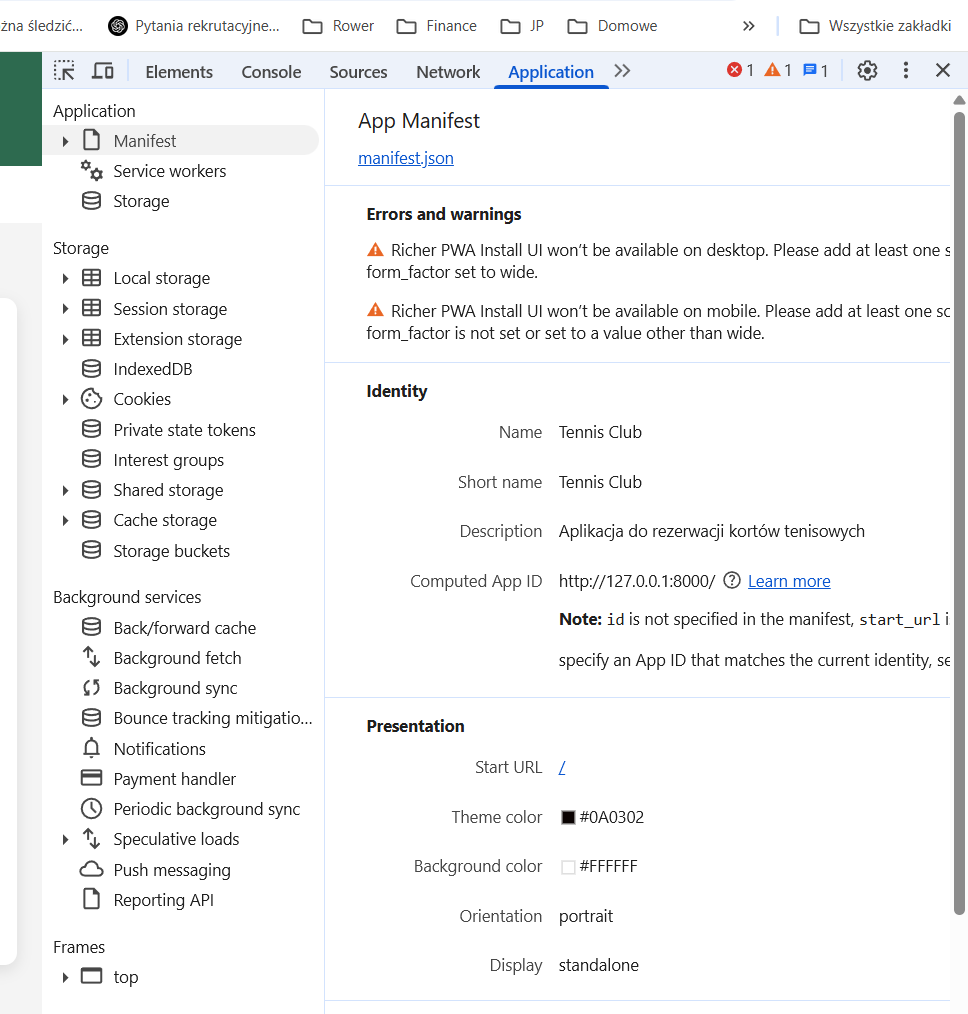 żna śledzić...
Pytania rekrutacyjne...
Rower
Finance
JP
Domowe
Wszystkie zakładki
Elements
Console
Sources
Network
Application
1
1
1
Application
Manifest
Service workers
Storage
Storage
Local storage
Session storage
Extension storage
IndexedDB
Cookies
Private state tokens
Interest groups
Shared storage
Cache storage
Storage buckets
Background services
Back/forward cache
Background fetch
Background sync
Bounce tracking mitigatio...
Notifications
Payment handler
Periodic background sync
Speculative loads
Push messaging
Reporting API
Frames
top
App Manifest
manifest.json
Errors and warnings
Richer PWA Install UI won’t be available on desktop. Please add at least one s
form_factor set to wide.
Richer PWA Install UI won’t be available on mobile. Please add at least one sc
form_factor is not set or set to a value other than wide.
Identity
Name Tennis Club
Short name Tennis Club
Description Aplikacja do rezerwacji kortów tenisowych
Computed App ID http://127.0.0.1:8000/ Learn more
Note: id is not specified in the manifest, start_url i
specify an App ID that matches the current identity, se
Presentation
Start URL /
Theme color #0A0302
Background color #FFFFFF
Orientation portrait
Display standalone